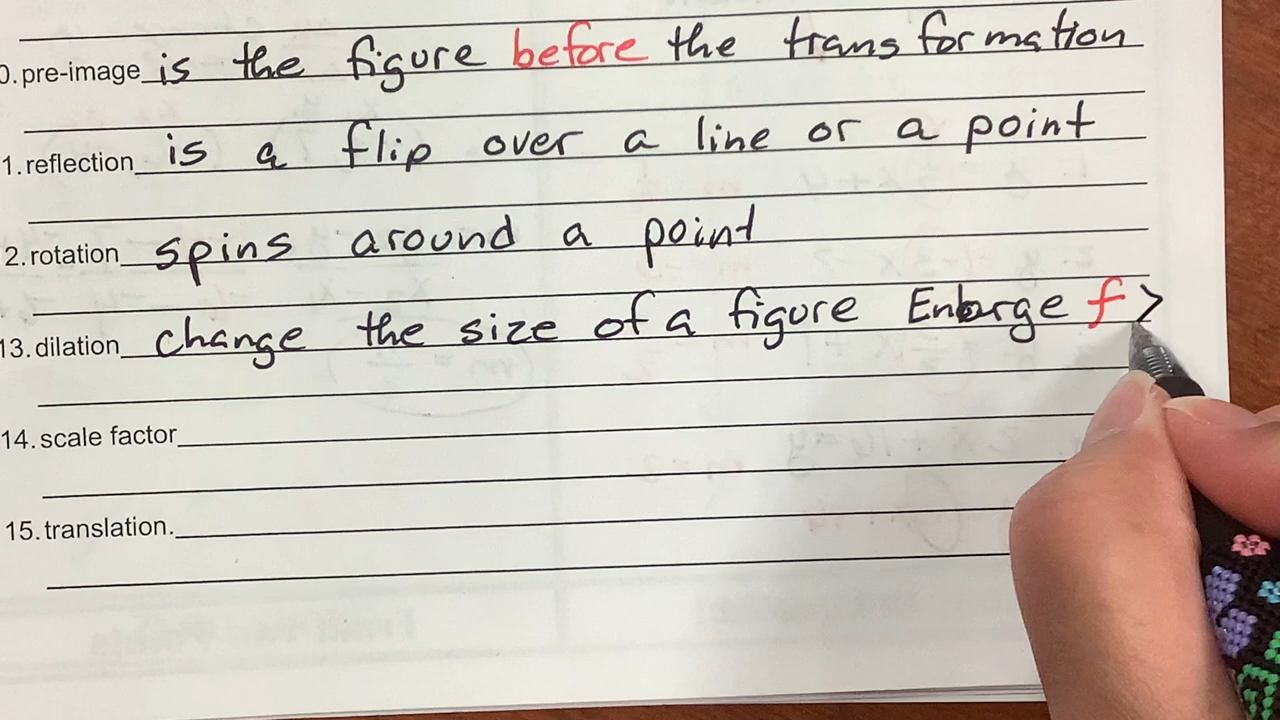 0. pre-image is the figure before the transformation
1. reflection is a flip over a line or a point
2. rotation spins around a point
13. dilation change the size of a figure Enlarge f >
14. scale factor
15. translation.